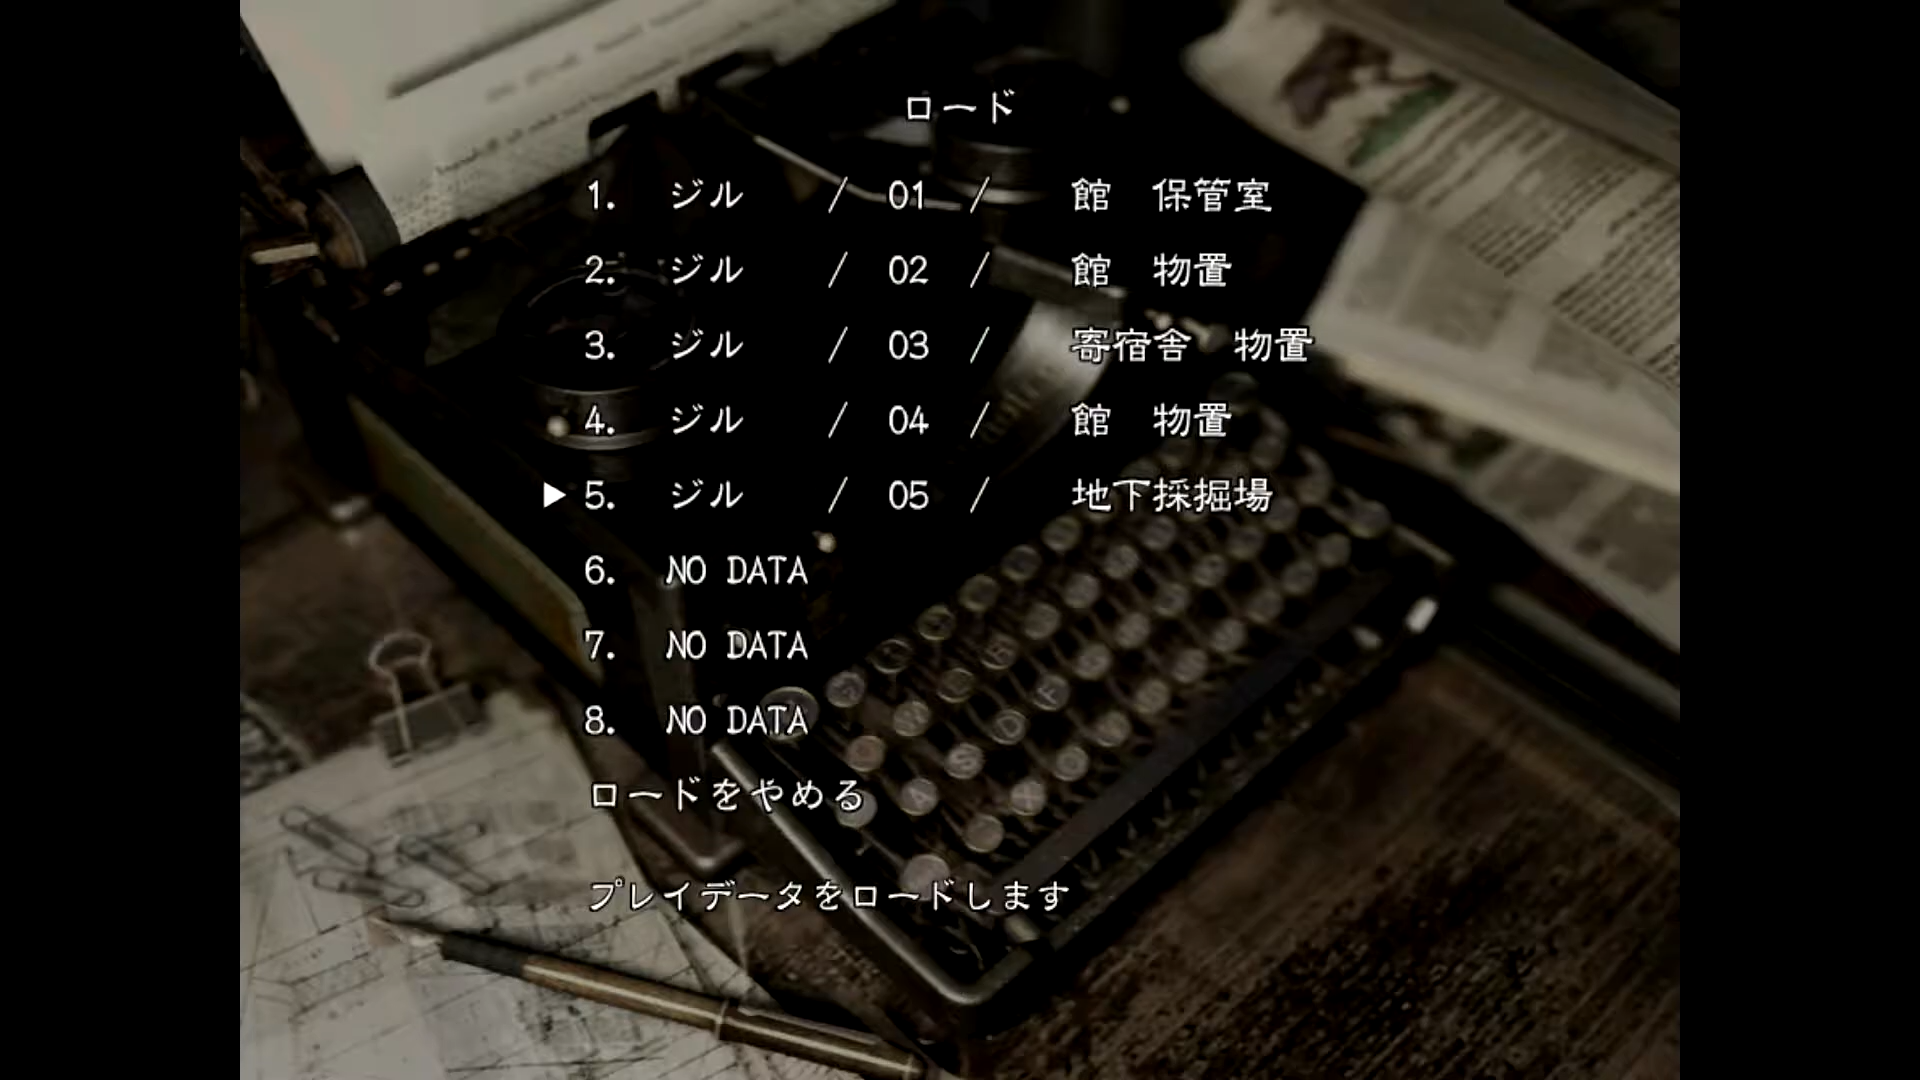 ロード
1. ジル / 01 / 館 保管室
2. ジル / 02 / 館 物置
3. ジル / 03 / 寄宿舎 物置
4. ジル / 04 / 館 物置
▶ 5. ジル / 05 / 地下採掘場
6. NO DATA
7. NO DATA
8. NO DATA
ロードをやめる
プレイデータをロードします